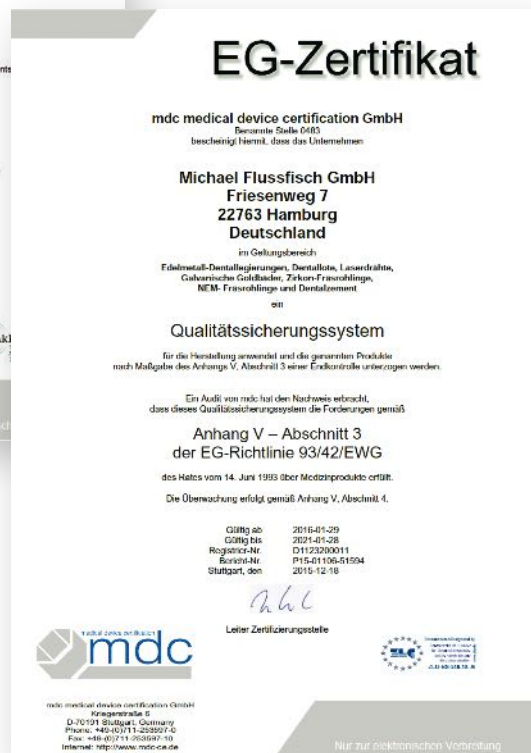 EG-Zertifikat
mdc medical device certification GmbH
Benannte Stelle 0483
bescheinigt hiermit, dass das Unternehmen
Michael Flussfisch GmbH
Friesenweg 7
22763 Hamburg
Deutschland
im Geltungsbereich
Edelmetall-Dentallegierungen, Dentallote, Laserdrähte,
Galvanische Goldbäder, Zirkon-Fräsrohlinge,
NEM- Fräsrohlinge und Dentalzement
ein
Qualitätssicherungssystem
für die Herstellung anwendet und die genannten Produkte
nach Maßgabe des Anhangs V, Abschnitt 3 einer Endkontrolle unterzogen werden.
Ein Audit von mdc hat den Nachweis erbracht,
dass dieses Qualitätssicherungssystem die Forderungen gemäß
Anhang V – Abschnitt 3
der EG-Richtlinie 93/42/EWG
des Rates vom 14. Juni 1993 über Medizinprodukte erfüllt.
Die Überwachung erfolgt gemäß Anhang V, Abschnitt 4.
Gültig ab 2016-01-29
Gültig bis 2021-01-28
Registrier-Nr. D1123200011
Bericht-Nr. P15-01106-51594
Stuttgart, den 2015-12-18
Leiter Zertifizierungsstelle
medical device certification
mdc
ZLG
mdc medical device certification GmbH
Kriegerstraße 6
D-70191 Stuttgart, Germany
Phone: +49-(0)711-253597-0
Fax: +49-(0)711-253597-10
Internet: http://www.mdc-ce.de
Nur zur elektronischen Verbreitung